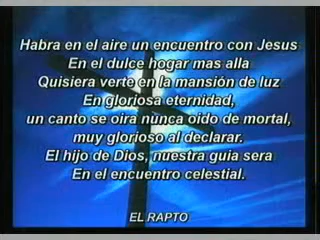 Habra en el aire un encuentro con Jesus
En el dulce hogar mas alla
Quisiera verte en la mansión de luz
En gloriosa eternidad,
un canto se oira nunca oido de mortal,
muy glorioso al declarar.
El hijo de Dios, nuestra guia sera
En el encuentro celestial.
EL RAPTO